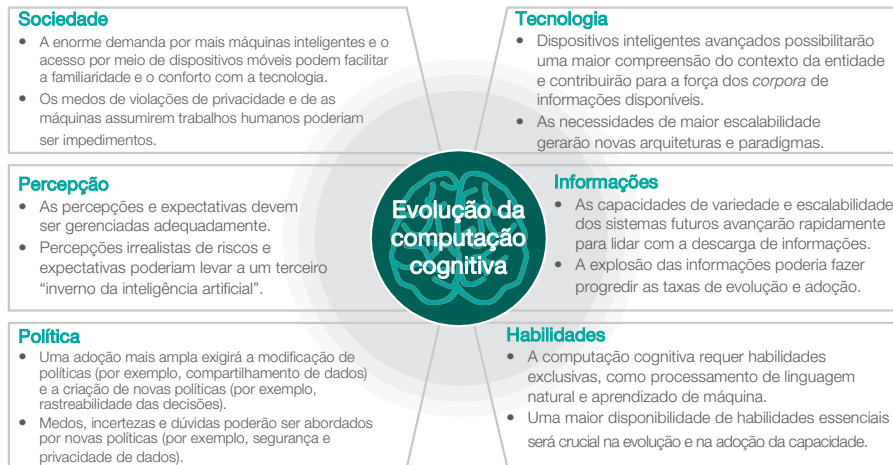 Sociedade
• A enorme demanda por mais máquinas inteligentes e o
acesso por meio de dispositivos móveis podem facilitar
a familiaridade e o conforto com a tecnologia.
• Os medos de violações de privacidade e de as
máquinas assumirem trabalhos humanos poderiam
ser impedimentos.
Tecnologia
• Dispositivos inteligentes avançados possibilitarão
uma maior compreensão do contexto da entidade
e contribuirão para a força dos corpora de
informações disponíveis.
• As necessidades de maior escalabilidade
gerarão novas arquiteturas e paradigmas.
Percepção
• As percepções e expectativas devem
ser gerenciadas adequadamente.
• Percepções irrealistas de riscos e
expectativas poderiam levar a um terceiro
“inverno da inteligência artificial”.
Evolução da
computação
cognitiva
Informações
• As capacidades de variedade e escalabilidade
dos sistemas futuros avançarão rapidamente
para lidar com a descarga de informações.
• A explosão das informações poderia fazer
progredir as taxas de evolução e adoção.
Política
• Uma adoção mais ampla exigirá a modificação de
políticas (por exemplo, compartilhamento de dados)
e a criação de novas políticas (por exemplo,
rastreabilidade das decisões).
• Medos, incertezas e dúvidas poderão ser abordados
por novas políticas (por exemplo, segurança e
privacidade de dados).
Habilidades
• A computação cognitiva requer habilidades
exclusivas, como processamento de linguagem
natural e aprendizado de máquina.
• Uma maior disponibilidade de habilidades essenciais
será crucial na evolução e na adoção da capacidade.